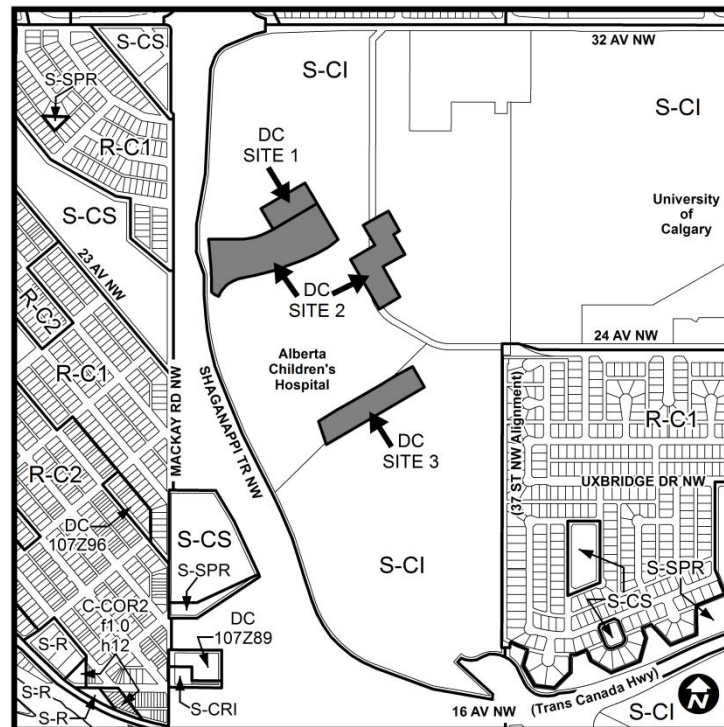 S-CS
32 AV NW
S-CI
S-SPR
S-CI
DC
SITE 1
R-C1
University
of
Calgary
S-CS
23 AV NW
R-C2
DC
SITE 2
24 AV NW
Alberta
Children's
Hospital
R-C1
MACKAY RD NW
SHAGANAPPI TR NW
(37 ST NW Alignment)
R-C1
DC
SITE 3
R-C2
UXBRIDGE DR NW
DC
107Z96
S-CS
S-SPR
S-CI
S-SPR
S-CS
C-COR2
f1.0
h12
DC
107Z89
S-R
S-R
S-R
S-CRI
16 AV NW
(Trans Canada Hwy)
S-CI
N